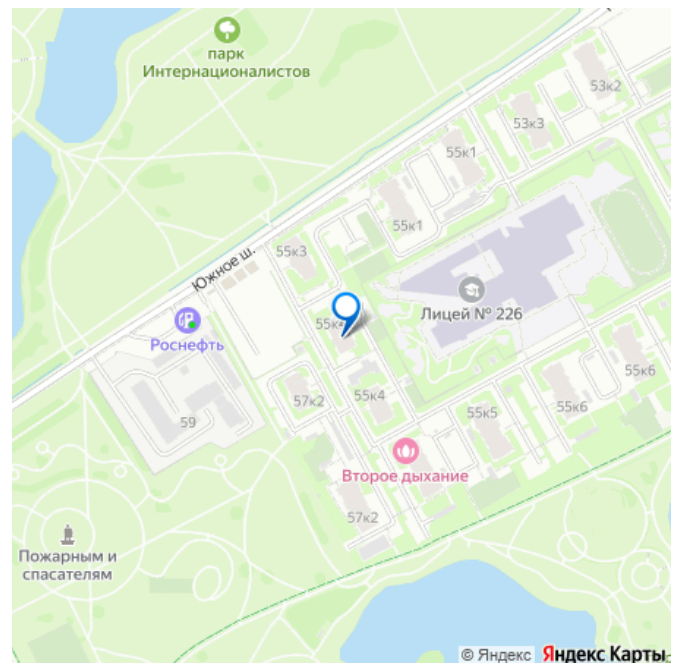 парк
Интернационалистов
53к2
53к3
55к1
55к1
Южное ш.
55к3
Лицей № 226
55к4
Роснефть
55к6
57к2
55к4
55к6
55к5
59
Второе дыхание
57к2
Пожарным и
спасателям
© Яндекс Яндекс Карты